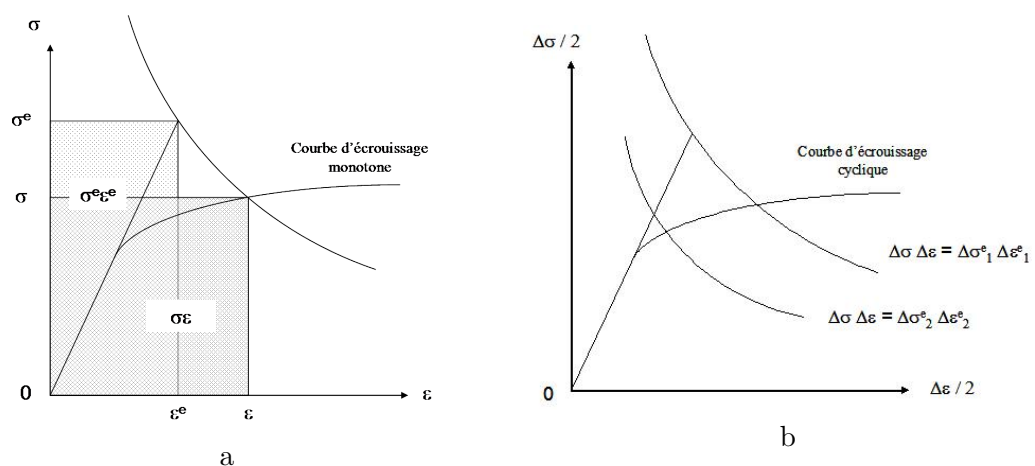 σ
σᵉ
Courbe d'écrouissage
monotone
σ
σᵉεᵉ
σε
0
εᵉ
ε
ε
a
Δσ / 2
Courbe d'écrouissage
cyclique
Δσ Δε = Δσᵉ₁ Δεᵉ₁
Δσ Δε = Δσᵉ₂ Δεᵉ₂
0
Δε / 2
b